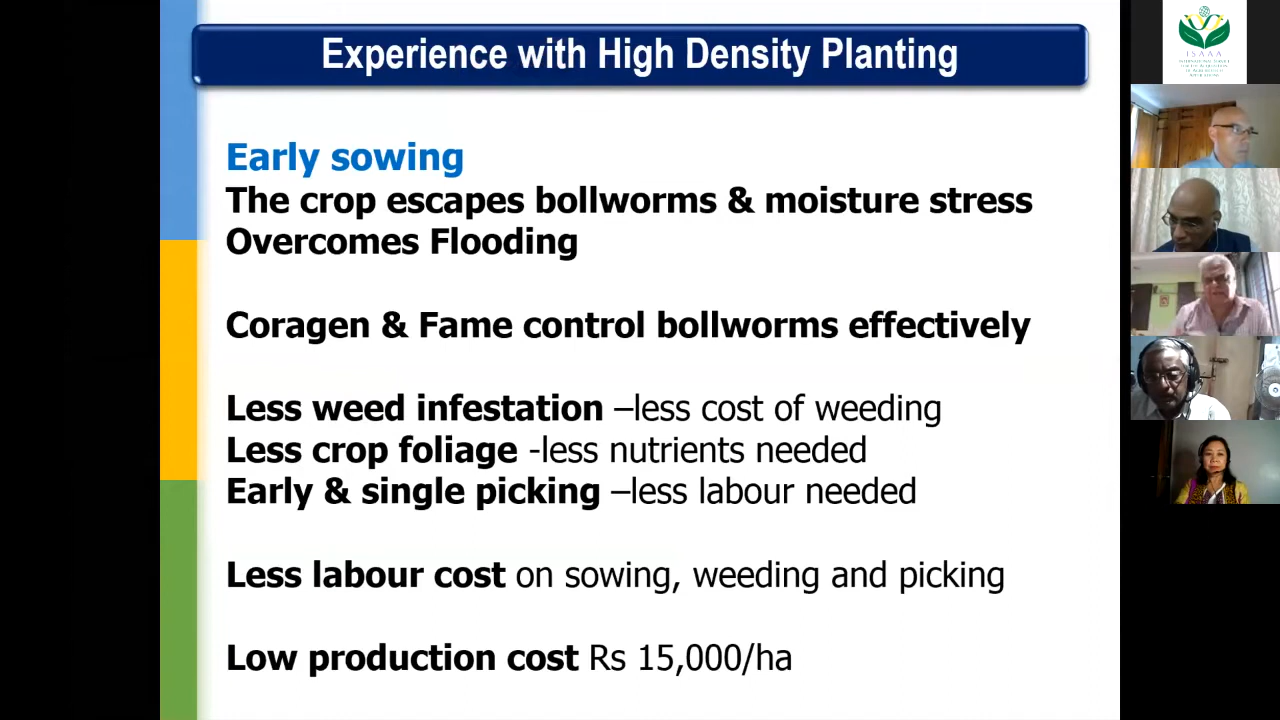 Experience with High Density Planting
Early sowing
The crop escapes bollworms & moisture stress
Overcomes Flooding
Coragen & Fame control bollworms effectively
Less weed infestation –less cost of weeding
Less crop foliage -less nutrients needed
Early & single picking –less labour needed
Less labour cost on sowing, weeding and picking
Low production cost Rs 15,000/ha
ISAAA